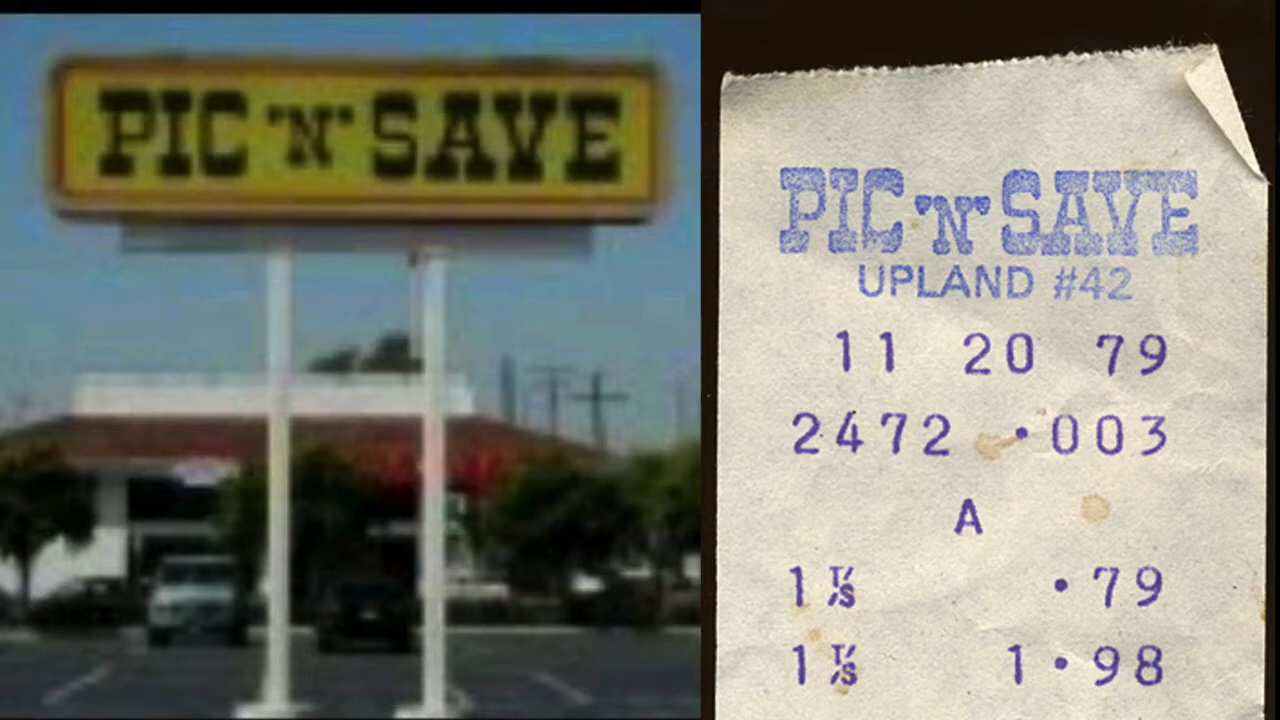 PIC 'N' SAVE
PIC 'N' SAVE
UPLAND #42
11 20 79
2472 •003
A
1 T/S •79
1 T/S 1•98